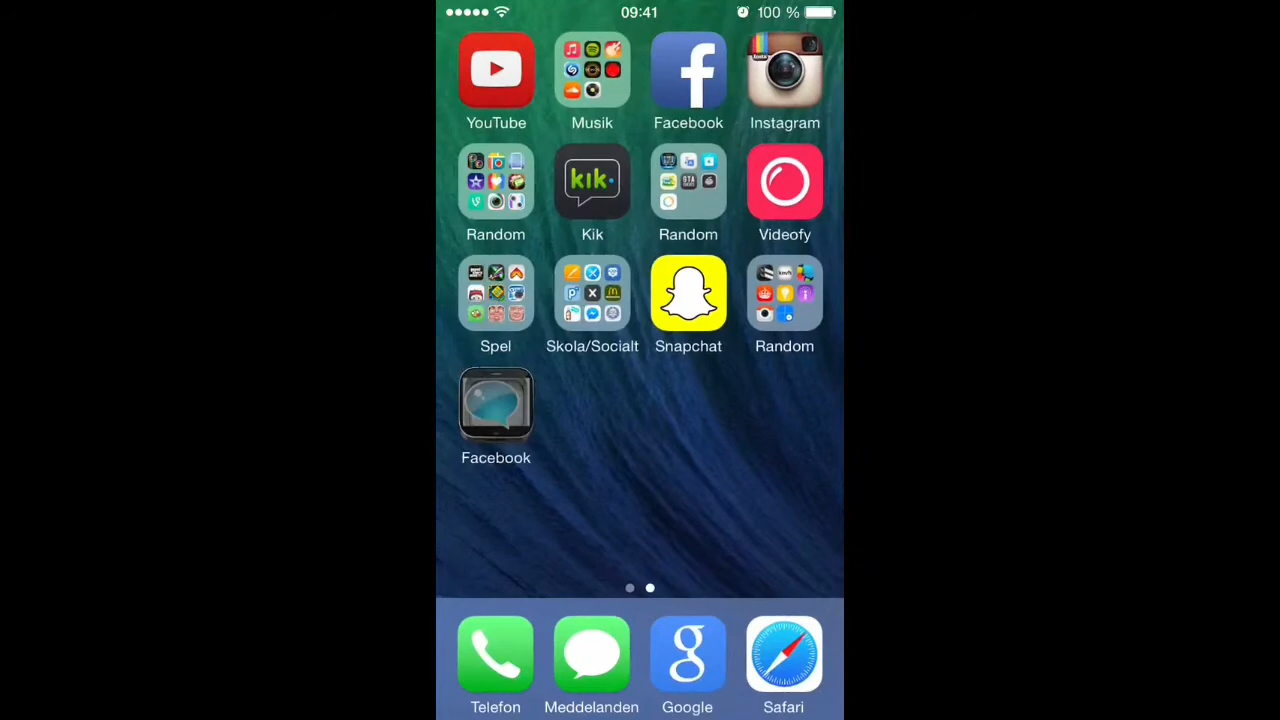 09:41
100 %
YouTube
Musik
Facebook
Instagram
Random
kik
Kik
Random
Videofy
Spel
Skola/Socialt
Snapchat
Random
Facebook
Telefon
Meddelanden
Google
Safari